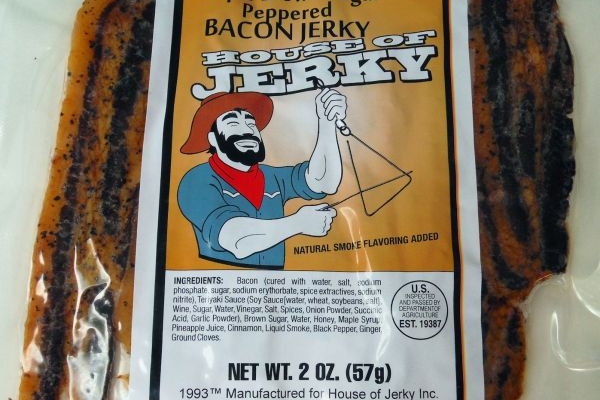 Peppered
BACON JERKY
HOUSE OF
JERKY
NATURAL SMOKE FLAVORING ADDED
INGREDIENTS: Bacon (cured with water, salt, sodium
phosphate, sugar, sodium erythorbate, spice extractives, sodium
nitrite), Teriyaki Sauce (Soy Sauce[water, wheat, soybeans, salt],
Wine, Sugar, Water, Vinegar, Salt, Spices, Onion Powder, Succinic
Acid, Garlic Powder), Brown Sugar, Water, Honey, Maple Syrup,
Pineapple Juice, Cinnamon, Liquid Smoke, Black Pepper, Ginger,
Ground Cloves.
U.S.
INSPECTED
AND PASSED BY
DEPARTMENT OF
AGRICULTURE
EST. 19387
NET WT. 2 OZ. (57g)
1993™ Manufactured for House of Jerky Inc.